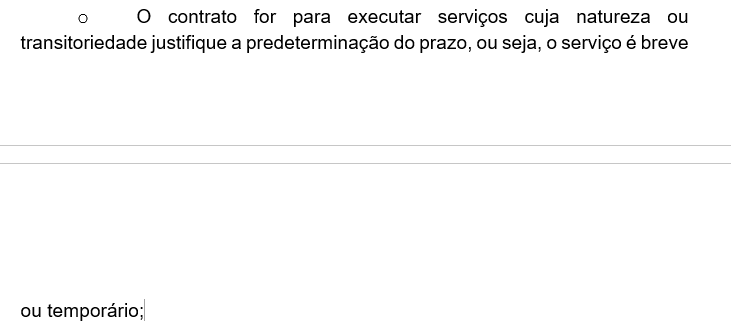 o O contrato for para executar serviços cuja natureza ou
transitoriedade justifique a predeterminação do prazo, ou seja, o serviço é breve
ou temporário;